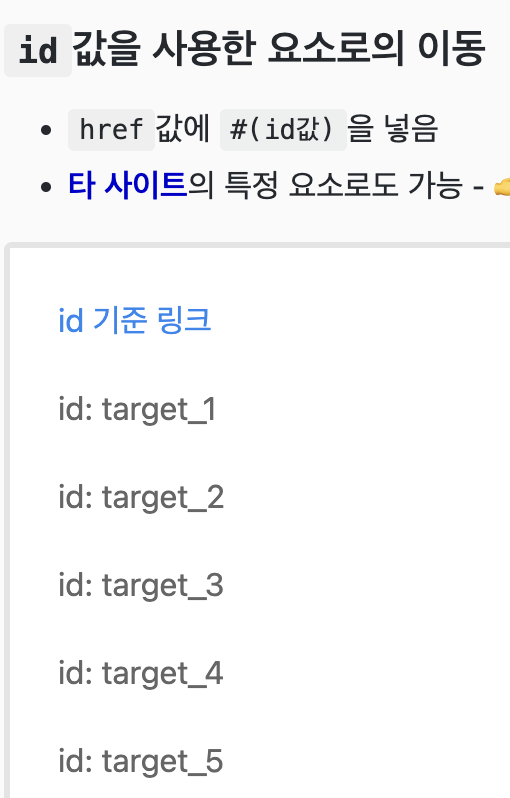 id 값을 사용한 요소로의 이동
href 값에 #(id값) 을 넣음
타 사이트의 특정 요소로도 가능 - 👉
id 기준 링크
id: target_1
id: target_2
id: target_3
id: target_4
id: target_5